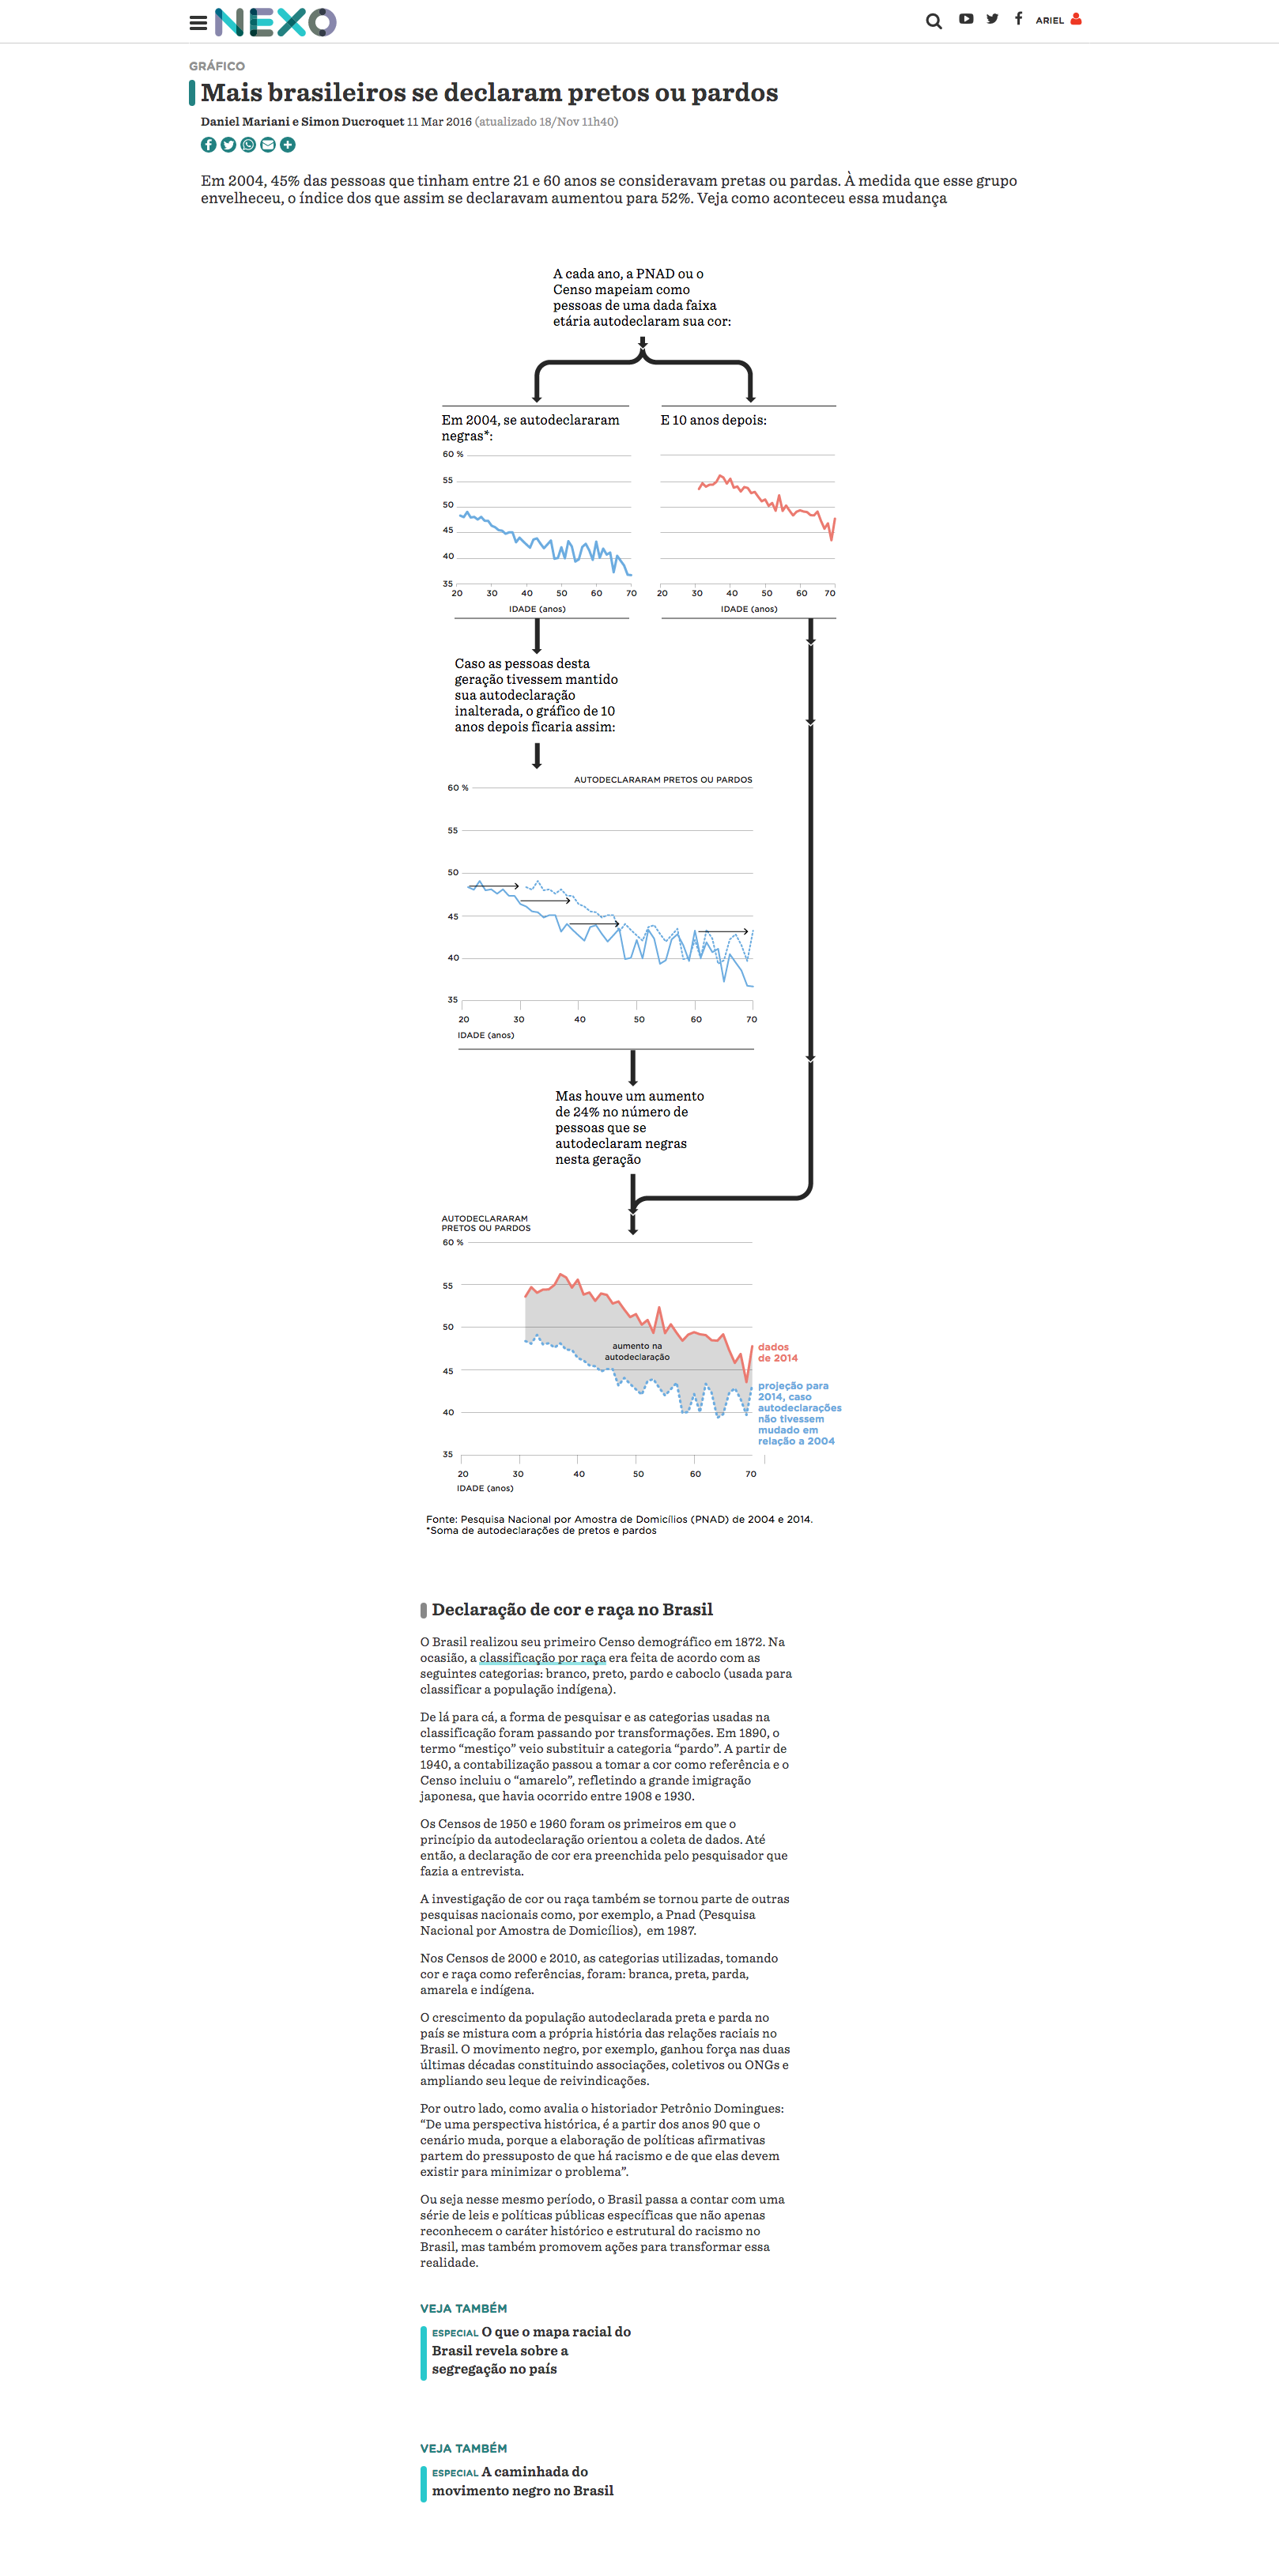 NEXO
ARIEL
GRÁFICO
Mais brasileiros se declaram pretos ou pardos
Daniel Mariani e Simon Ducroquet 11 Mar 2016 (atualizado 18/Nov 11h40)
Em 2004, 45% das pessoas que tinham entre 21 e 60 anos se consideravam pretas ou pardas. À medida que esse grupo
envelheceu, o índice dos que assim se declaravam aumentou para 52%. Veja como aconteceu essa mudança
A cada ano, a PNAD ou o
Censo mapeiam como
pessoas de uma dada faixa
etária autodeclaram sua cor:
Em 2004, se autodeclararam
negras*:
60 %
55
50
45
40
35
20 30 40 50 60 70
IDADE (anos)
E 10 anos depois:
20 30 40 50 60 70
IDADE (anos)
Caso as pessoas desta
geração tivessem mantido
sua autodeclaração
inalterada, o gráfico de 10
anos depois ficaria assim:
AUTODECLARARAM PRETOS OU PARDOS
60 %
55
50
45
40
35
20 30 40 50 60 70
IDADE (anos)
Mas houve um aumento
de 24% no número de
pessoas que se
autodeclaram negras
nesta geração
AUTODECLARARAM
PRETOS OU PARDOS
60 %
55
50
45
40
35
aumento na
autodeclaração
dados
de 2014
projeção para
2014, caso
autodeclarações
não tivessem
mudado em
relação a 2004
20 30 40 50 60 70
IDADE (anos)
Fonte: Pesquisa Nacional por Amostra de Domicílios (PNAD) de 2004 e 2014.
*Soma de autodeclarações de pretos e pardos
Declaração de cor e raça no Brasil
O Brasil realizou seu primeiro Censo demográfico em 1872. Na
ocasião, a classificação por raça era feita de acordo com as
seguintes categorias: branco, preto, pardo e caboclo (usada para
classificar a população indígena).
De lá para cá, a forma de pesquisar e as categorias usadas na
classificação foram passando por transformações. Em 1890, o
termo “mestiço” veio substituir a categoria “pardo”. A partir de
1940, a contabilização passou a tomar a cor como referência e o
Censo incluiu o “amarelo”, refletindo a grande imigração
japonesa, que havia ocorrido entre 1908 e 1930.
Os Censos de 1950 e 1960 foram os primeiros em que o
princípio da autodeclaração orientou a coleta de dados. Até
então, a declaração de cor era preenchida pelo pesquisador que
fazia a entrevista.
A investigação de cor ou raça também se tornou parte de outras
pesquisas nacionais como, por exemplo, a Pnad (Pesquisa
Nacional por Amostra de Domicílios), em 1987.
Nos Censos de 2000 e 2010, as categorias utilizadas, tomando
cor e raça como referências, foram: branca, preta, parda,
amarela e indígena.
O crescimento da população autodeclarada preta e parda no
país se mistura com a própria história das relações raciais no
Brasil. O movimento negro, por exemplo, ganhou força nas duas
últimas décadas constituindo associações, coletivos ou ONGs e
ampliando seu leque de reivindicações.
Por outro lado, como avalia o historiador Petrônio Domingues:
“De uma perspectiva histórica, é a partir dos anos 90 que o
cenário muda, porque a elaboração de políticas afirmativas
partem do pressuposto de que há racismo e de que elas devem
existir para minimizar o problema”.
Ou seja nesse mesmo período, o Brasil passa a contar com uma
série de leis e políticas públicas específicas que não apenas
reconhecem o caráter histórico e estrutural do racismo no
Brasil, mas também promovem ações para transformar essa
realidade.
VEJA TAMBÉM
ESPECIAL O que o mapa racial do
Brasil revela sobre a
segregação no país
VEJA TAMBÉM
ESPECIAL A caminhada do
movimento negro no Brasil